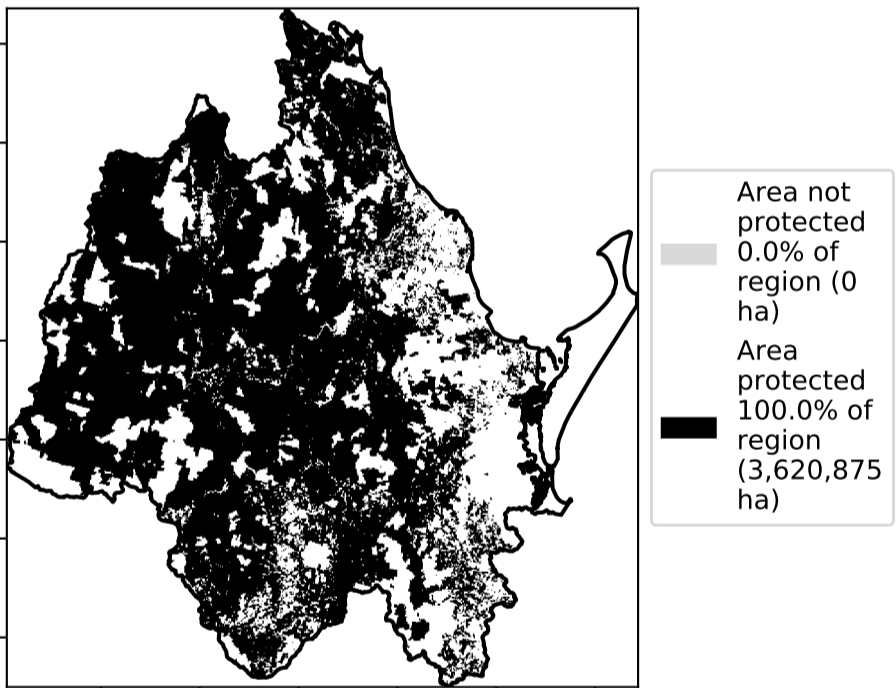 Area not
protected
0.0% of
region (0
ha)
Area
protected
100.0% of
region
(3,620,875
ha)